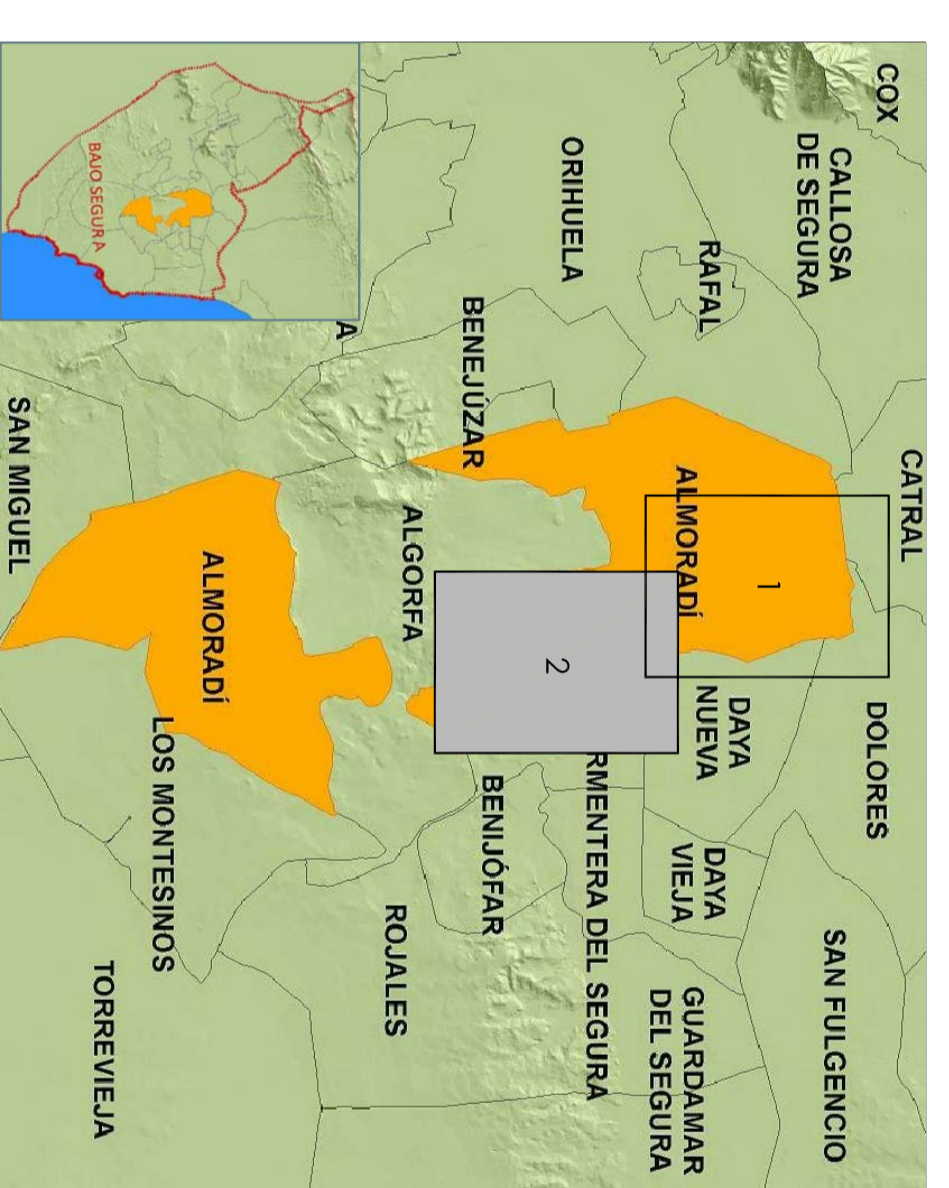 COX
CATRAL
DOLORES
CALLOSA
DE SEGURA
SAN FULGENCIO
1
RAFAL
DAYA
NUEVA
DAYA
VIEJA
ALMORADÍ
GUARDAMAR
DEL SEGURA
ORIHUELA
RMENTERA DEL SEGURA
2
BENEJÚZAR
BENIJÓFAR
ALGORFA
ROJALES
A
ALMORADÍ
LOS MONTESINOS
TORREVIEJA
BAJO SEGURA
SAN MIGUEL